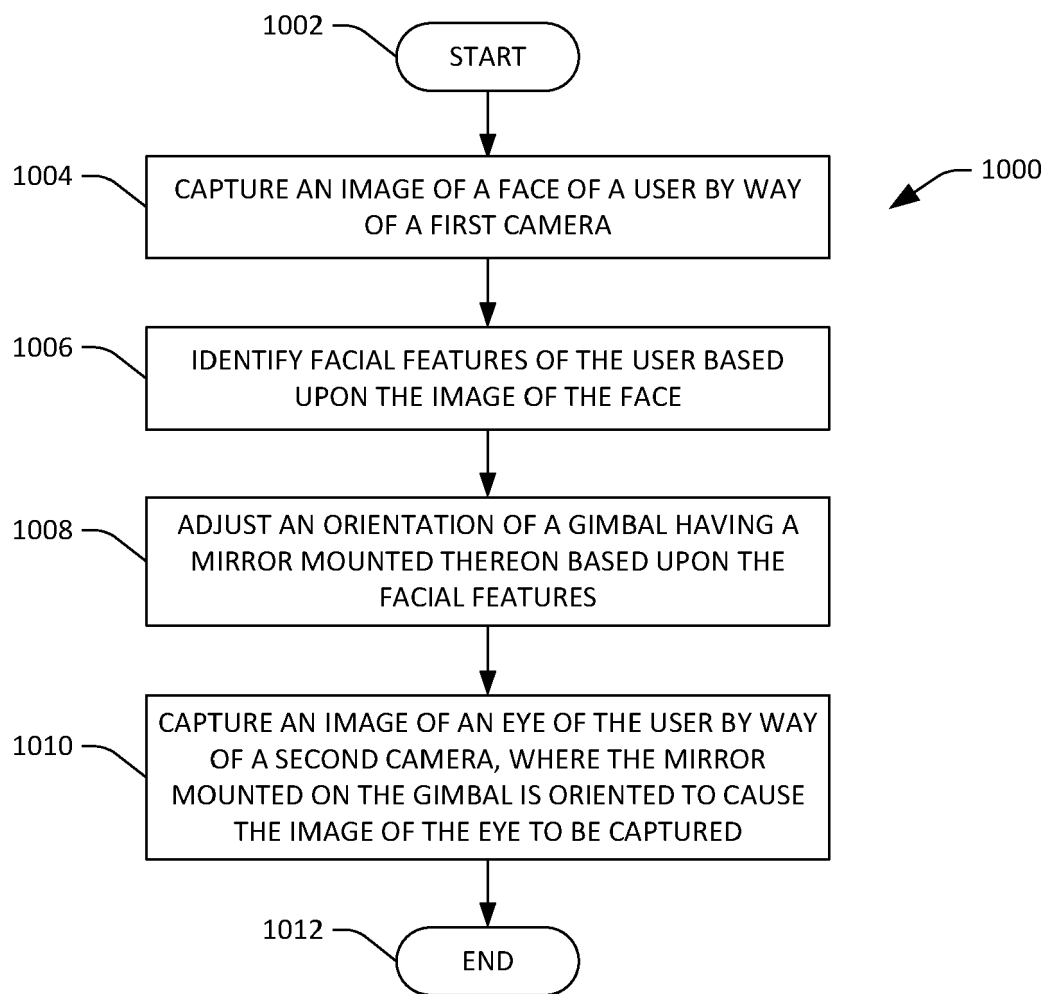 1002
START
1004
CAPTURE AN IMAGE OF A FACE OF A USER BY WAY
OF A FIRST CAMERA
1000
1006
IDENTIFY FACIAL FEATURES OF THE USER BASED
UPON THE IMAGE OF THE FACE
1008
ADJUST AN ORIENTATION OF A GIMBAL HAVING A
MIRROR MOUNTED THEREON BASED UPON THE
FACIAL FEATURES
1010
CAPTURE AN IMAGE OF AN EYE OF THE USER BY WAY
OF A SECOND CAMERA, WHERE THE MIRROR
MOUNTED ON THE GIMBAL IS ORIENTED TO CAUSE
THE IMAGE OF THE EYE TO BE CAPTURED
1012
END